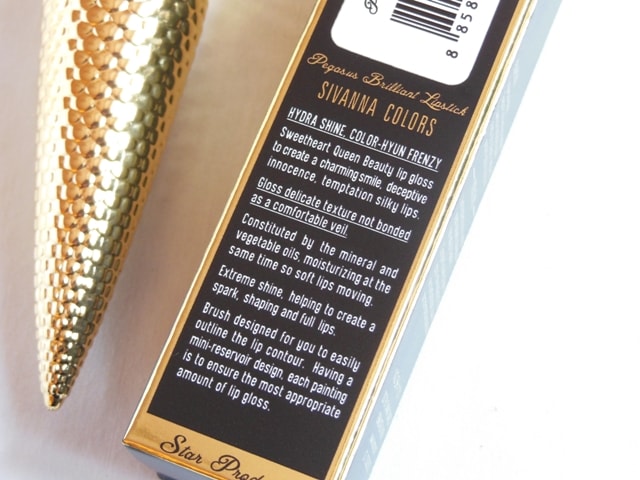 8 858
Pegasus Brilliant Lipstick
SIVANNA COLORS
HYDRA SHINE, COLOR-HYUN FRENZY
Sweetheart Queen Beauty lip gloss
to create a charmingsmile, deceptive
innocence, temptation silky lips.
Gloss delicate texture not bonded
as a comfortable veil.
Constituted by the mineral and
vegetable oils, moisturizing at the
same time so soft lips moving.
Extreme shine, helping to create a
spark, shaping and full lips.
Brush designed for you to easily
outline the lip contour. Having a
mini-reservoir design, each painting
is to ensure the most appropriate
amount of lip gloss.
Star Prod